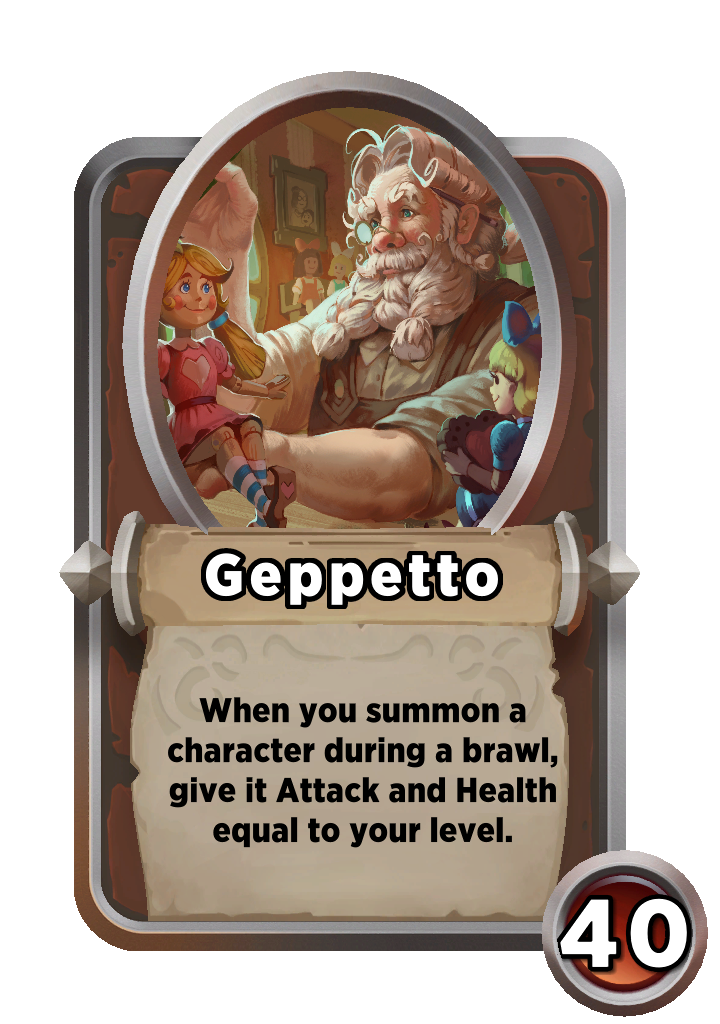 Geppetto
When you summon a
character during a brawl,
give it Attack and Health
equal to your level.
40